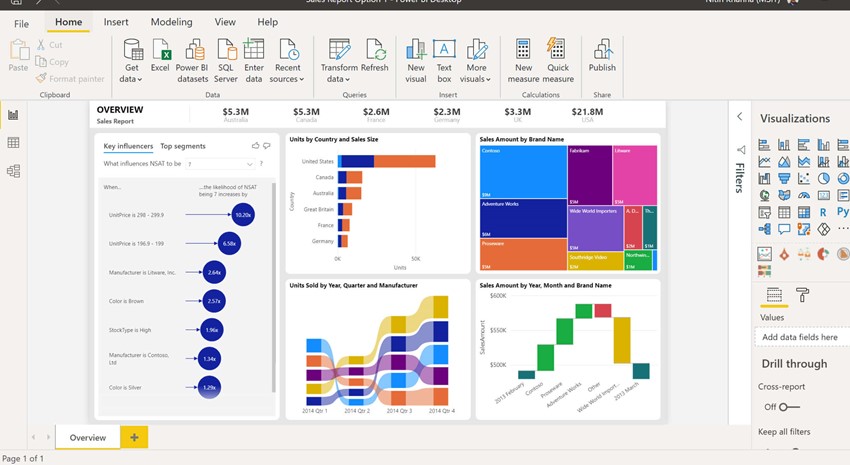 Sales Report Option 1 - Power BI Desktop
Nitin Khanna (MSIT)
File Home Insert Modeling View Help
Paste
Cut
Copy
Format painter
Get data
Excel
Power BI datasets
SQL Server
Enter data
Recent sources
Transform data
Refresh
New visual
Text box
More visuals
New measure
Quick measure
Publish
Clipboard
Data
Queries
Insert
Calculations
Share
OVERVIEW
Sales Report
$5.3M
Australia
$5.3M
Canada
$2.6M
France
$2.3M
Germany
$3.3M
UK
$21.8M
USA
Key influencers Top segments
What influences NSAT to be 7 ?
When...
...the likelihood of NSAT
being 7 increases by
UnitPrice is 298 - 299.9
10.20x
UnitPrice is 196.9 - 199
6.58x
Manufacturer is Litware, Inc.
2.64x
Color is Brown
2.57x
StockType is High
1.96x
Manufacturer is Contoso,
Ltd
1.34x
Color is Silver
1.29x
Units by Country and Sales Size
Country
United States
Canada
Australia
Great Britain
France
Germany
0K 50K
Units
Sales Amount by Brand Name
Contoso
$9M
Adventure Works
$6M
Proseware
Fabrikam
$5M
Litware
$3M
Wide World Importers
$4M
A. D...
$1M
Th...
$1M
Southridge Video
$2M
Northwin...
$1M
Units Sold by Year, Quarter and Manufacturer
2014 Qtr 1 2014 Qtr 2 2014 Qtr 3 2014 Qtr 4
Sales Amount by Year, Month and Brand Name
SalesAmount
$600K
$550K
$500K
2013 February
Contoso
Proseware
Adventure Works
Other
Wide World Import...
2013 March
Filters
Visualizations
R Py
Values
Add data fields here
Drill through
Cross-report
Off
Keep all filters
Overview +
Page 1 of 1